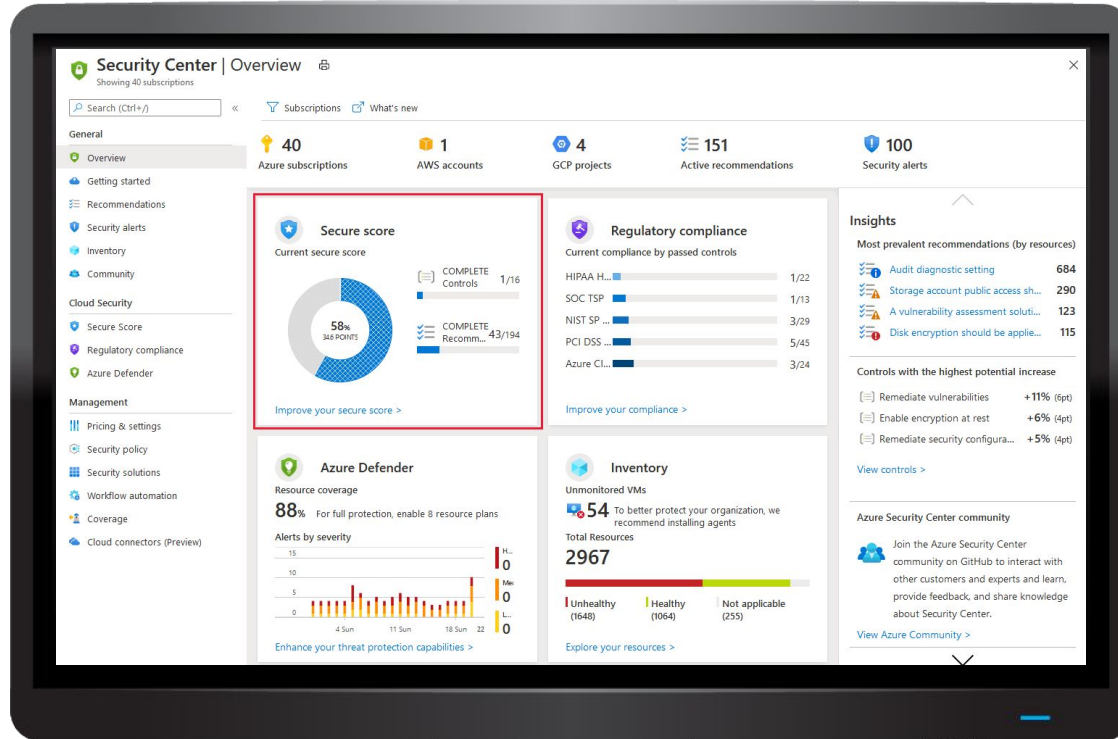 Security Center | Overview
Showing 40 subscriptions
Search (Ctrl+/)
«
Subscriptions
What's new
General
Overview
Getting started
Recommendations
Security alerts
Inventory
Community
Cloud Security
Secure Score
Regulatory compliance
Azure Defender
Management
Pricing & settings
Security policy
Security solutions
Workflow automation
Coverage
Cloud connectors (Preview)
40
Azure subscriptions
1
AWS accounts
4
GCP projects
151
Active recommendations
100
Security alerts
Secure score
Current secure score
58%
346 POINTS
COMPLETE
Controls 1/16
COMPLETE
Recomm... 43/194
Improve your secure score >
Regulatory compliance
Current compliance by passed controls
HIPAA H... 1/22
SOC TSP 1/13
NIST SP ... 3/29
PCI DSS ... 5/45
Azure CI... 3/24
Improve your compliance >
Azure Defender
Resource coverage
88% For full protection, enable 8 resource plans
Alerts by severity
15
10
5
0
4 Sun 11 Sun 18 Sun 22
H...
0
Med
0
L...
0
Enhance your threat protection capabilities >
Inventory
Unmonitored VMs
54 To better protect your organization, we
recommend installing agents
Total Resources
2967
Unhealthy
(1648)
Healthy
(1064)
Not applicable
(255)
Explore your resources >
Insights
Most prevalent recommendations (by resources)
Audit diagnostic setting 684
Storage account public access sh... 290
A vulnerability assessment soluti... 123
Disk encryption should be applie... 115
Controls with the highest potential increase
Remediate vulnerabilities +11% (6pt)
Enable encryption at rest +6% (4pt)
Remediate security configura... +5% (4pt)
View controls >
Azure Security Center community
Join the Azure Security Center
community on GitHub to interact with
other customers and experts and learn,
provide feedback, and share knowledge
about Security Center.
View Azure Community >